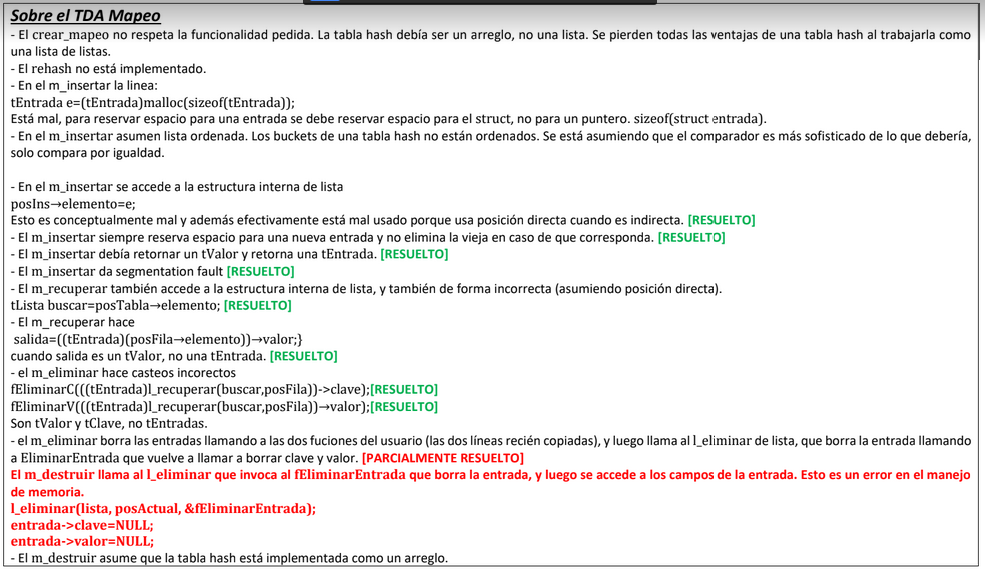 Sobre el TDA Mapeo
- El crear_mapeo no respeta la funcionalidad pedida. La tabla hash debía ser un arreglo, no una lista. Se pierden todas las ventajas de una tabla hash al trabajarla como
una lista de listas.
- El rehash no está implementado.
- En el m_insertar la linea:
tEntrada e=(tEntrada)malloc(sizeof(tEntrada));
Está mal, para reservar espacio para una entrada se debe reservar espacio para el struct, no para un puntero. sizeof(struct entrada).
- En el m_insertar asumen lista ordenada. Los buckets de una tabla hash no están ordenados. Se está asumiendo que el comparador es más sofisticado de lo que debería,
solo compara por igualdad.
- En el m_insertar se accede a la estructura interna de lista
posIns→elemento=e;
Esto es conceptualmente mal y además efectivamente está mal usado porque usa posición directa cuando es indirecta. [RESUELTO]
- El m_insertar siempre reserva espacio para una nueva entrada y no elimina la vieja en caso de que corresponda. [RESUELTO]
- El m_insertar debía retornar un tValor y retorna una tEntrada. [RESUELTO]
- El m_insertar da segmentation fault [RESUELTO]
- El m_recuperar también accede a la estructura interna de lista, y también de forma incorrecta (asumiendo posición directa).
tLista buscar=posTabla→elemento; [RESUELTO]
- El m_recuperar hace
salida=((tEntrada)(posFila→elemento))→valor;}
cuando salida es un tValor, no una tEntrada. [RESUELTO]
- el m_eliminar hace casteos incorectos
fEliminarC(((tEntrada)l_recuperar(buscar,posFila))->clave);[RESUELTO]
fEliminarV(((tEntrada)l_recuperar(buscar,posFila))→valor);[RESUELTO]
Son tValor y tClave, no tEntradas.
- el m_eliminar borra las entradas llamando a las dos fuciones del usuario (las dos líneas recién copiadas), y luego llama al l_eliminar de lista, que borra la entrada llamando
a EliminarEntrada que vuelve a llamar a borrar clave y valor. [PARCIALMENTE RESUELTO]
El m_destruir llama al l_eliminar que invoca al fEliminarEntrada que borra la entrada, y luego se accede a los campos de la entrada. Esto es un error en el manejo
de memoria.
l_eliminar(lista, posActual, &fEliminarEntrada);
entrada->clave=NULL;
entrada->valor=NULL;
- El m_destruir asume que la tabla hash está implementada como un arreglo.